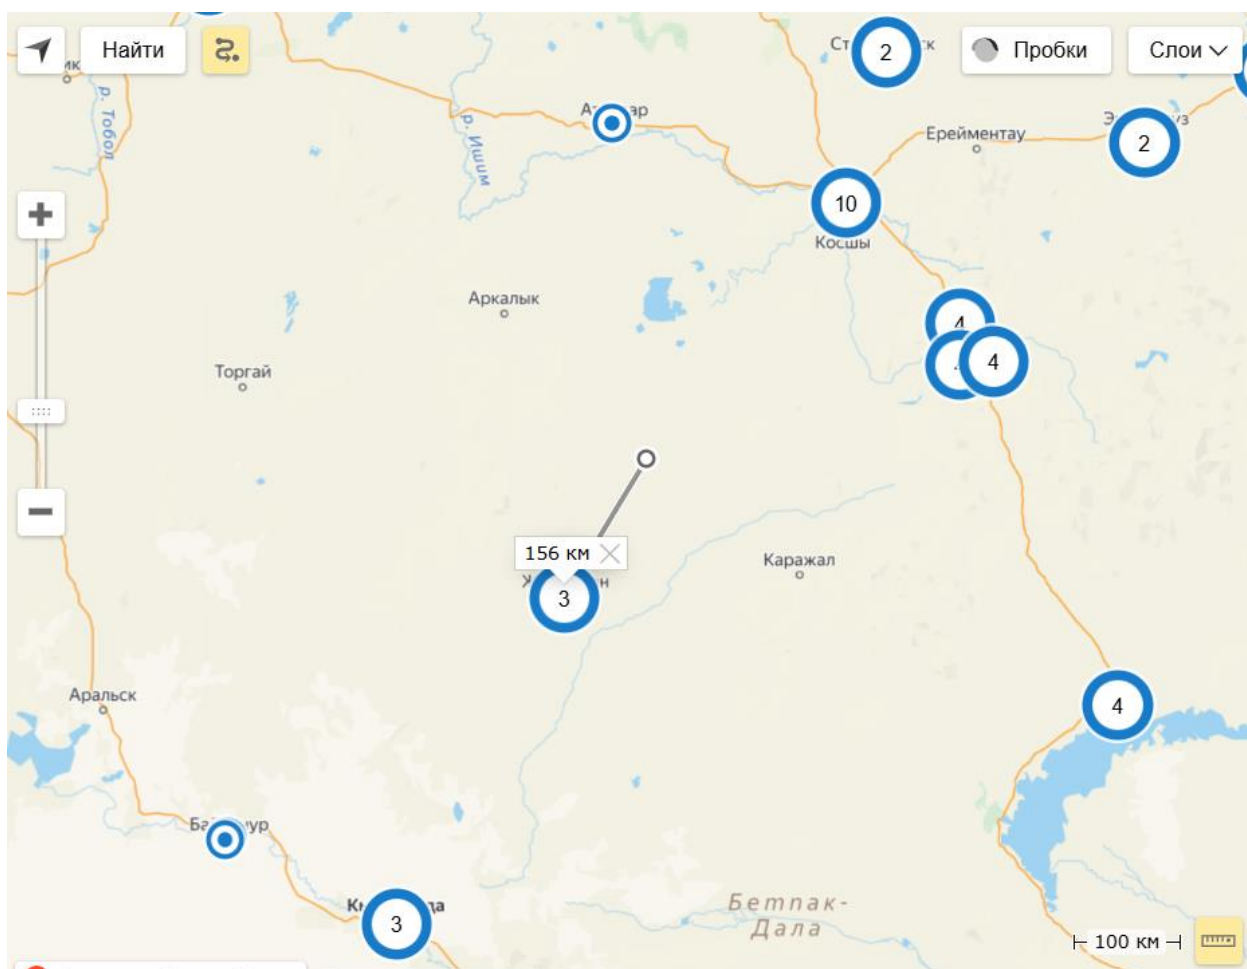 Найти
Пробки
Слои
2
р. Тобол
р. Ишим
Ерейментау
2
10
Косшы
Аркалык
4
4
Торгай
156 км
Каражал
3
Аральск
4
3
Бетпак-
Дала
100 км